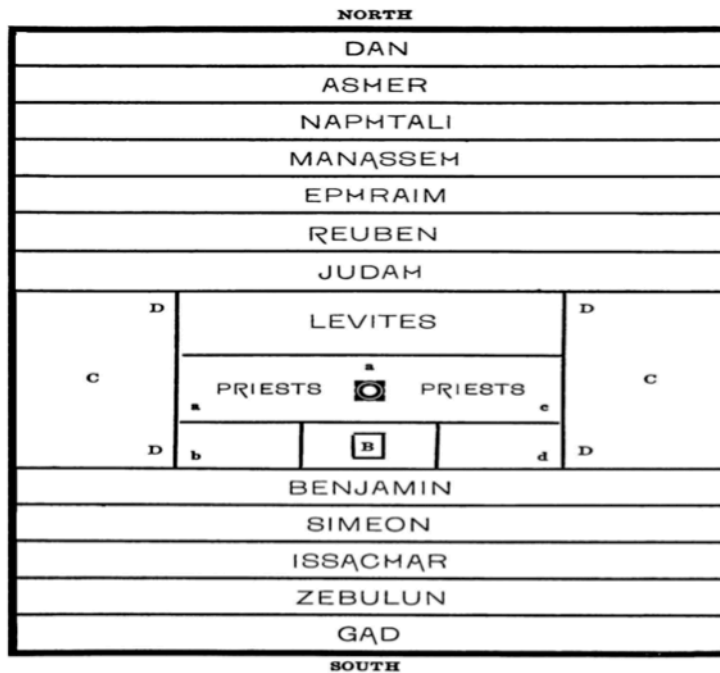 NORTH
DAN
ASHER
NAPHTALI
MANASSEH
EPHRAIM
REUBEN
JUDAH
D D
LEVITES
a
C PRIESTS PRIESTS C
a c
B
D b d D
BENJAMIN
SIMEON
ISSACHAR
ZEBULUN
GAD
SOUTH